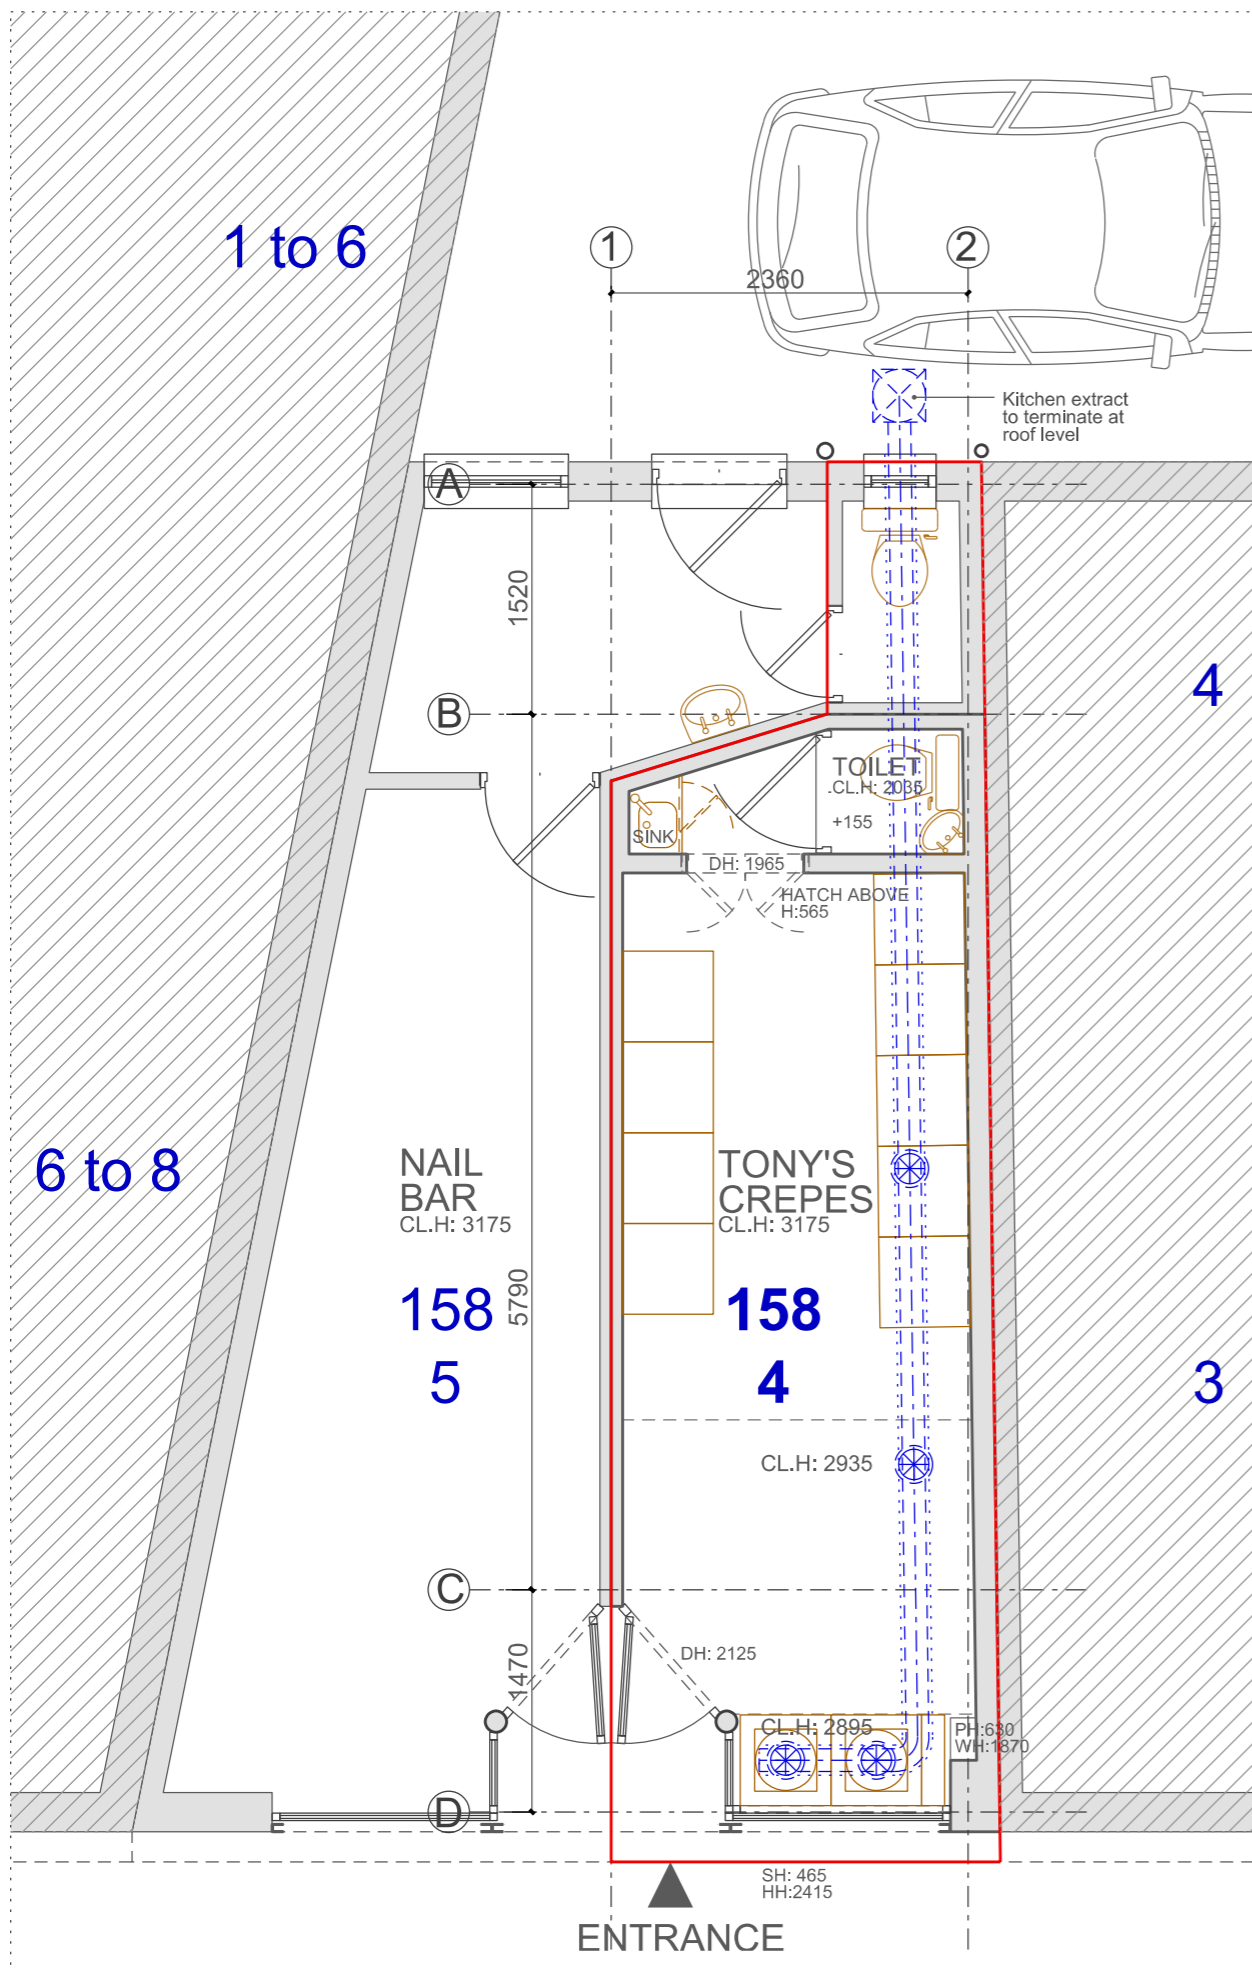 1 to 6
1
2
2360
Kitchen extract
to terminate at
roof level
A
1520
4
B
TOILET
CL.H: 2035
+155
SINK
DH: 1965
HATCH ABOVE
H:565
6 to 8
NAIL
BAR
CL.H: 3175
TONY'S
CREPES
CL.H: 3175
158
5
5790
158
4
3
CL.H: 2935
C
1470
DH: 2125
CL.H: 2895
PH:630
WH:1870
D
SH: 465
HH:2415
ENTRANCE